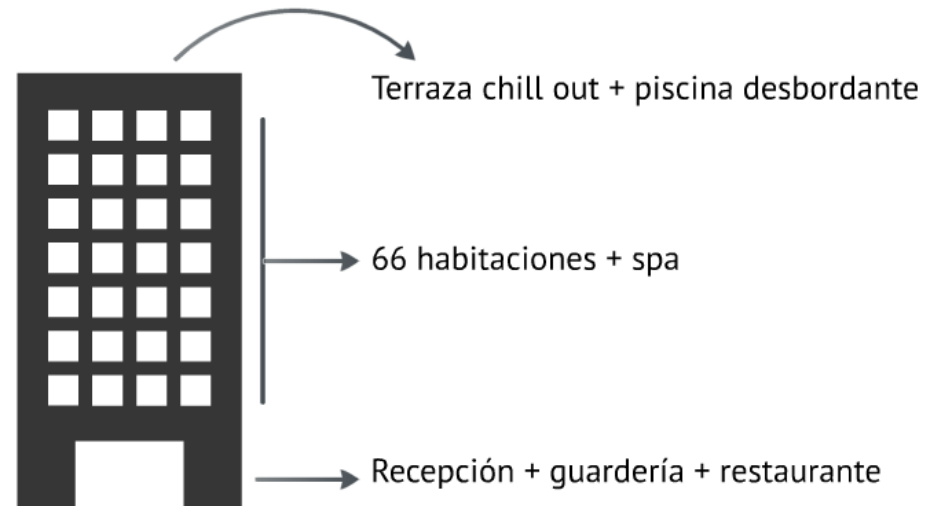 Terraza chill out + piscina desbordante
66 habitaciones + spa
Recepción + guardería + restaurante